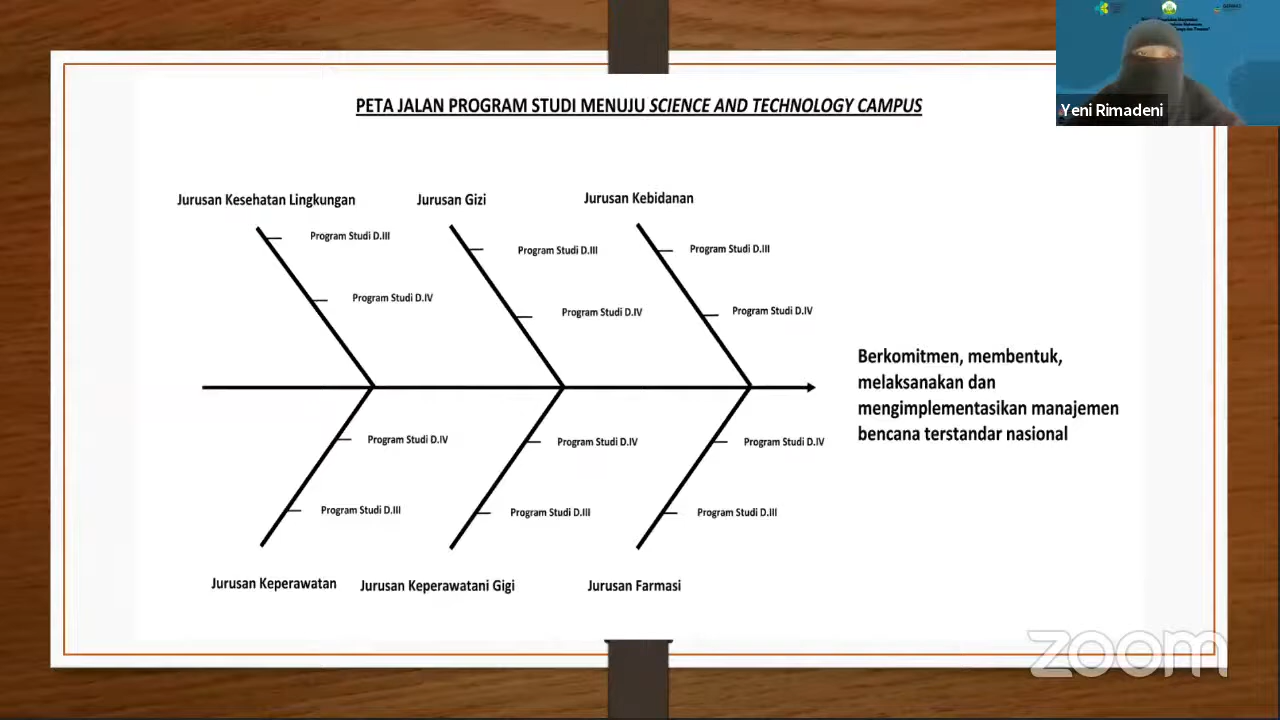 PETA JALAN PROGRAM STUDI MENUJU SCIENCE AND TECHNOLOGY CAMPUS
Yeni Rimadeni
Jurusan Kesehatan Lingkungan
Jurusan Gizi
Jurusan Kebidanan
Program Studi D.III
Program Studi D.III
Program Studi D.III
Program Studi D.IV
Program Studi D.IV
Program Studi D.IV
Berkomitmen, membentuk,
melaksanakan dan
mengimplementasikan manajemen
bencana terstandar nasional
Program Studi D.IV
Program Studi D.IV
Program Studi D.IV
Program Studi D.III
Program Studi D.III
Program Studi D.III
Jurusan Keperawatan
Jurusan Keperawatani Gigi
Jurusan Farmasi
zoom